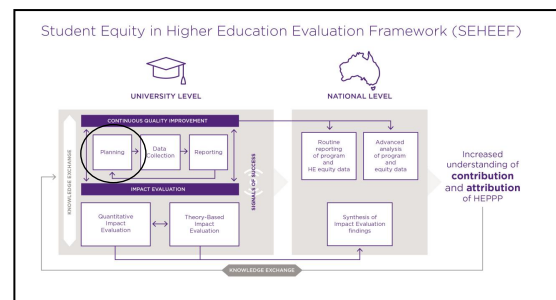 Student Equity in Higher Education Evaluation Framework (SEHEEF)
UNIVERSITY LEVEL
NATIONAL LEVEL
KNOWLEDGE EXCHANGE
CONTINUOUS QUALITY IMPROVEMENT
Planning
Data
Collection
Reporting
IMPACT EVALUATION
Quantitative
Impact
Evaluation
Theory-Based
Impact
Evaluation
SIGNALS OF SUCCESS
Routine
reporting
of program
and
HE equity data
Advanced
analysis
of program
and
equity data
Synthesis of
Impact Evaluation
findings
Increased
understanding of
contribution
and attribution
of HEPPP
KNOWLEDGE EXCHANGE